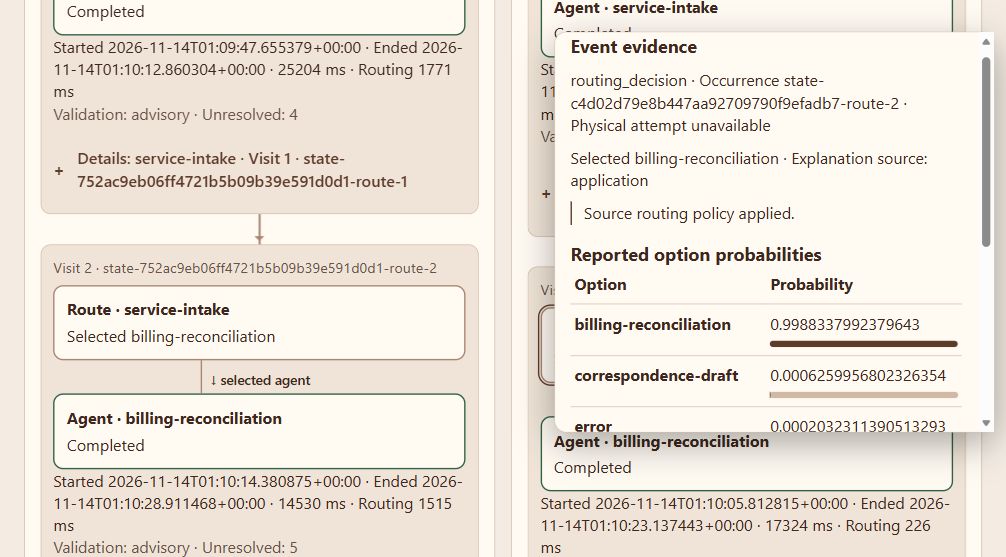 Completed
Started 2026-11-14T01:09:47.655379+00:00 · Ended 2026-
11-14T01:10:12.860304+00:00 · 25204 ms · Routing 1771
ms
Validation: advisory · Unresolved: 4
+ Details: service-intake · Visit 1 · state-
752ac9eb06ff4721b5b09b39e591d0d1-route-1
Visit 2 · state-752ac9eb06ff4721b5b09b39e591d0d1-route-2
Route · service-intake
Selected billing-reconciliation
↓ selected agent
Agent · billing-reconciliation
Completed
Started 2026-11-14T01:10:14.380875+00:00 · Ended 2026-
11-14T01:10:28.911468+00:00 · 14530 ms · Routing 1515
ms
Validation: advisory · Unresolved: 5
Agent · service-intake
+
Event evidence
routing_decision · Occurrence state-
c4d02d79e8b447aa92709790f9efadb7-route-2 ·
Physical attempt unavailable
Selected billing-reconciliation · Explanation source:
application
Source routing policy applied.
Reported option probabilities
Option Probability
billing-reconciliation 0.9988337992379643
correspondence-draft 0.0006259956802326354
error 0.0002032311390513293
Agent · billing-reconciliation
Completed
Started 2026-11-14T01:10:05.812815+00:00 · Ended 2026-
11-14T01:10:23.137443+00:00 · 17324 ms · Routing 226
ms